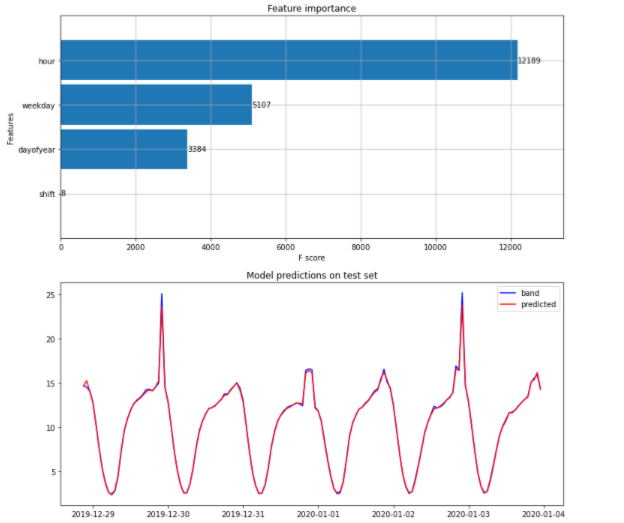 Feature importance
hour
12189
weekday
5107
Features
dayofyear
3384
shift
8
0 2000 4000 6000 8000 10000 12000
F score
Model predictions on test set
25
band
predicted
20
15
10
5
2019-12-29 2019-12-30 2019-12-31 2020-01-01 2020-01-02 2020-01-03 2020-01-04